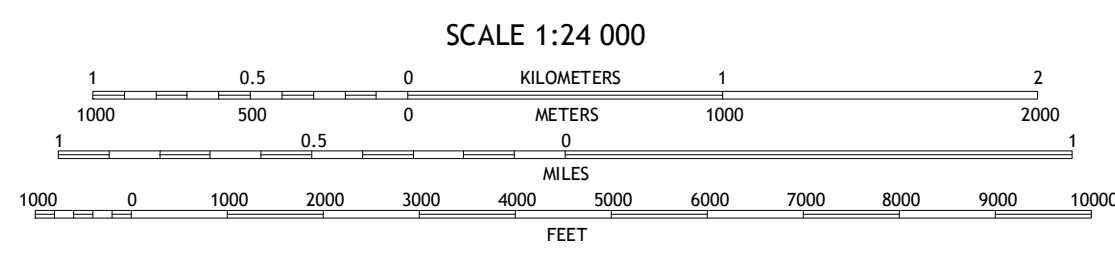 SCALE 1:24 000
1 0.5 0 KILOMETERS 1 2
1000 500 0 METERS 1000 2000
1 0.5 0 1
MILES
1000 0 1000 2000 3000 4000 5000 6000 7000 8000 9000 10000
FEET